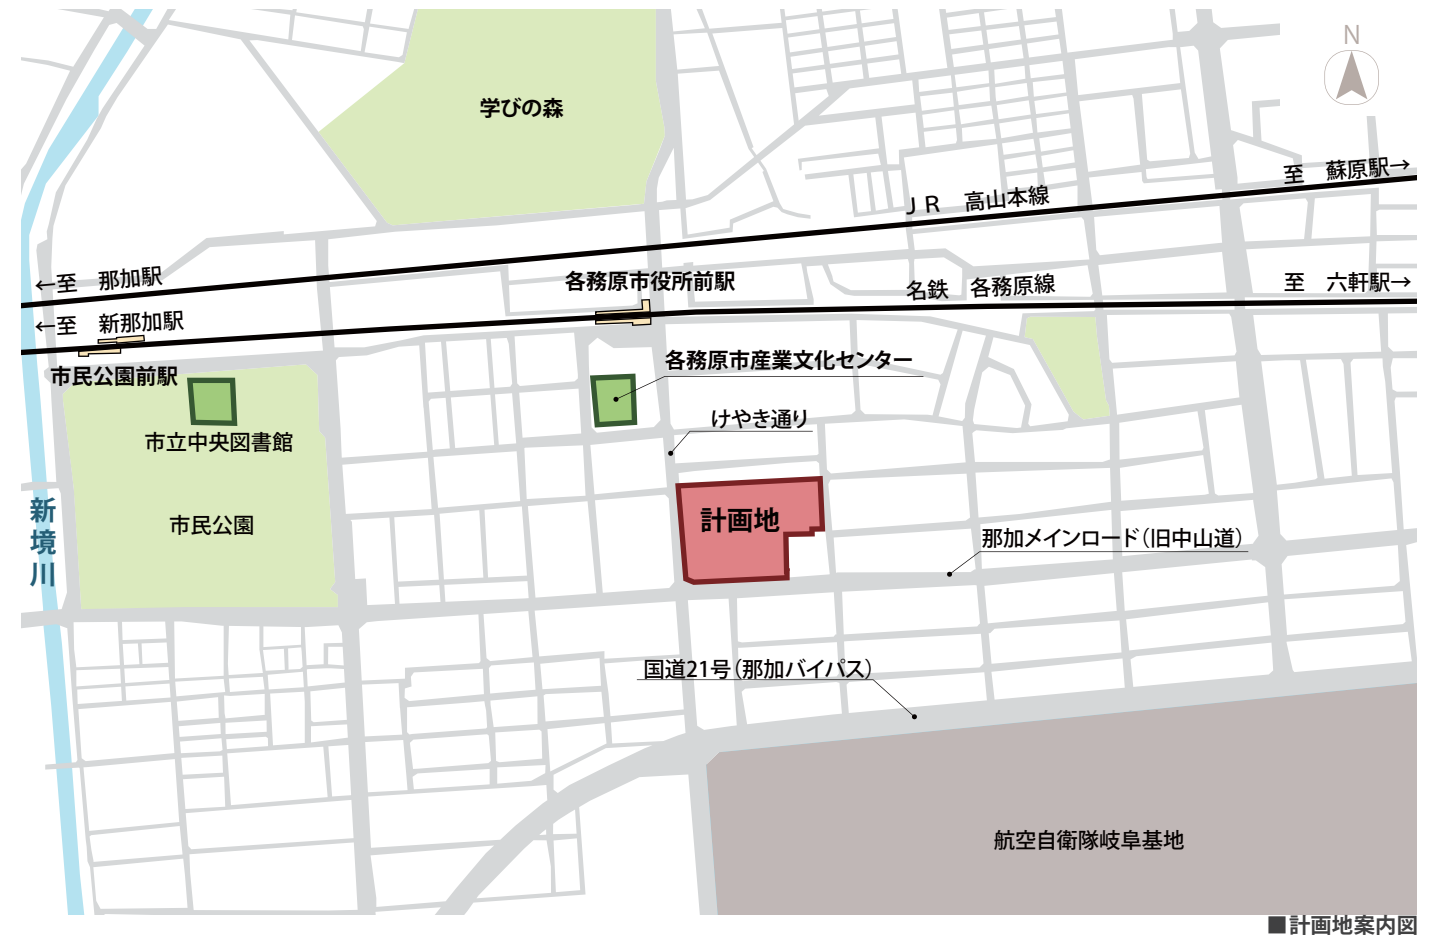 N
学びの森
至　蘇原駅→
ＪＲ　高山本線
←至　那加駅
各務原市役所前駅
名鉄　各務原線
至　六軒駅→
←至　新那加駅
市民公園前駅
各務原市産業文化センター
けやき通り
市立中央図書館
市民公園
新境川
計画地
那加メインロード（旧中山道）
国道21号（那加バイパス）
航空自衛隊岐阜基地
■計画地案内図